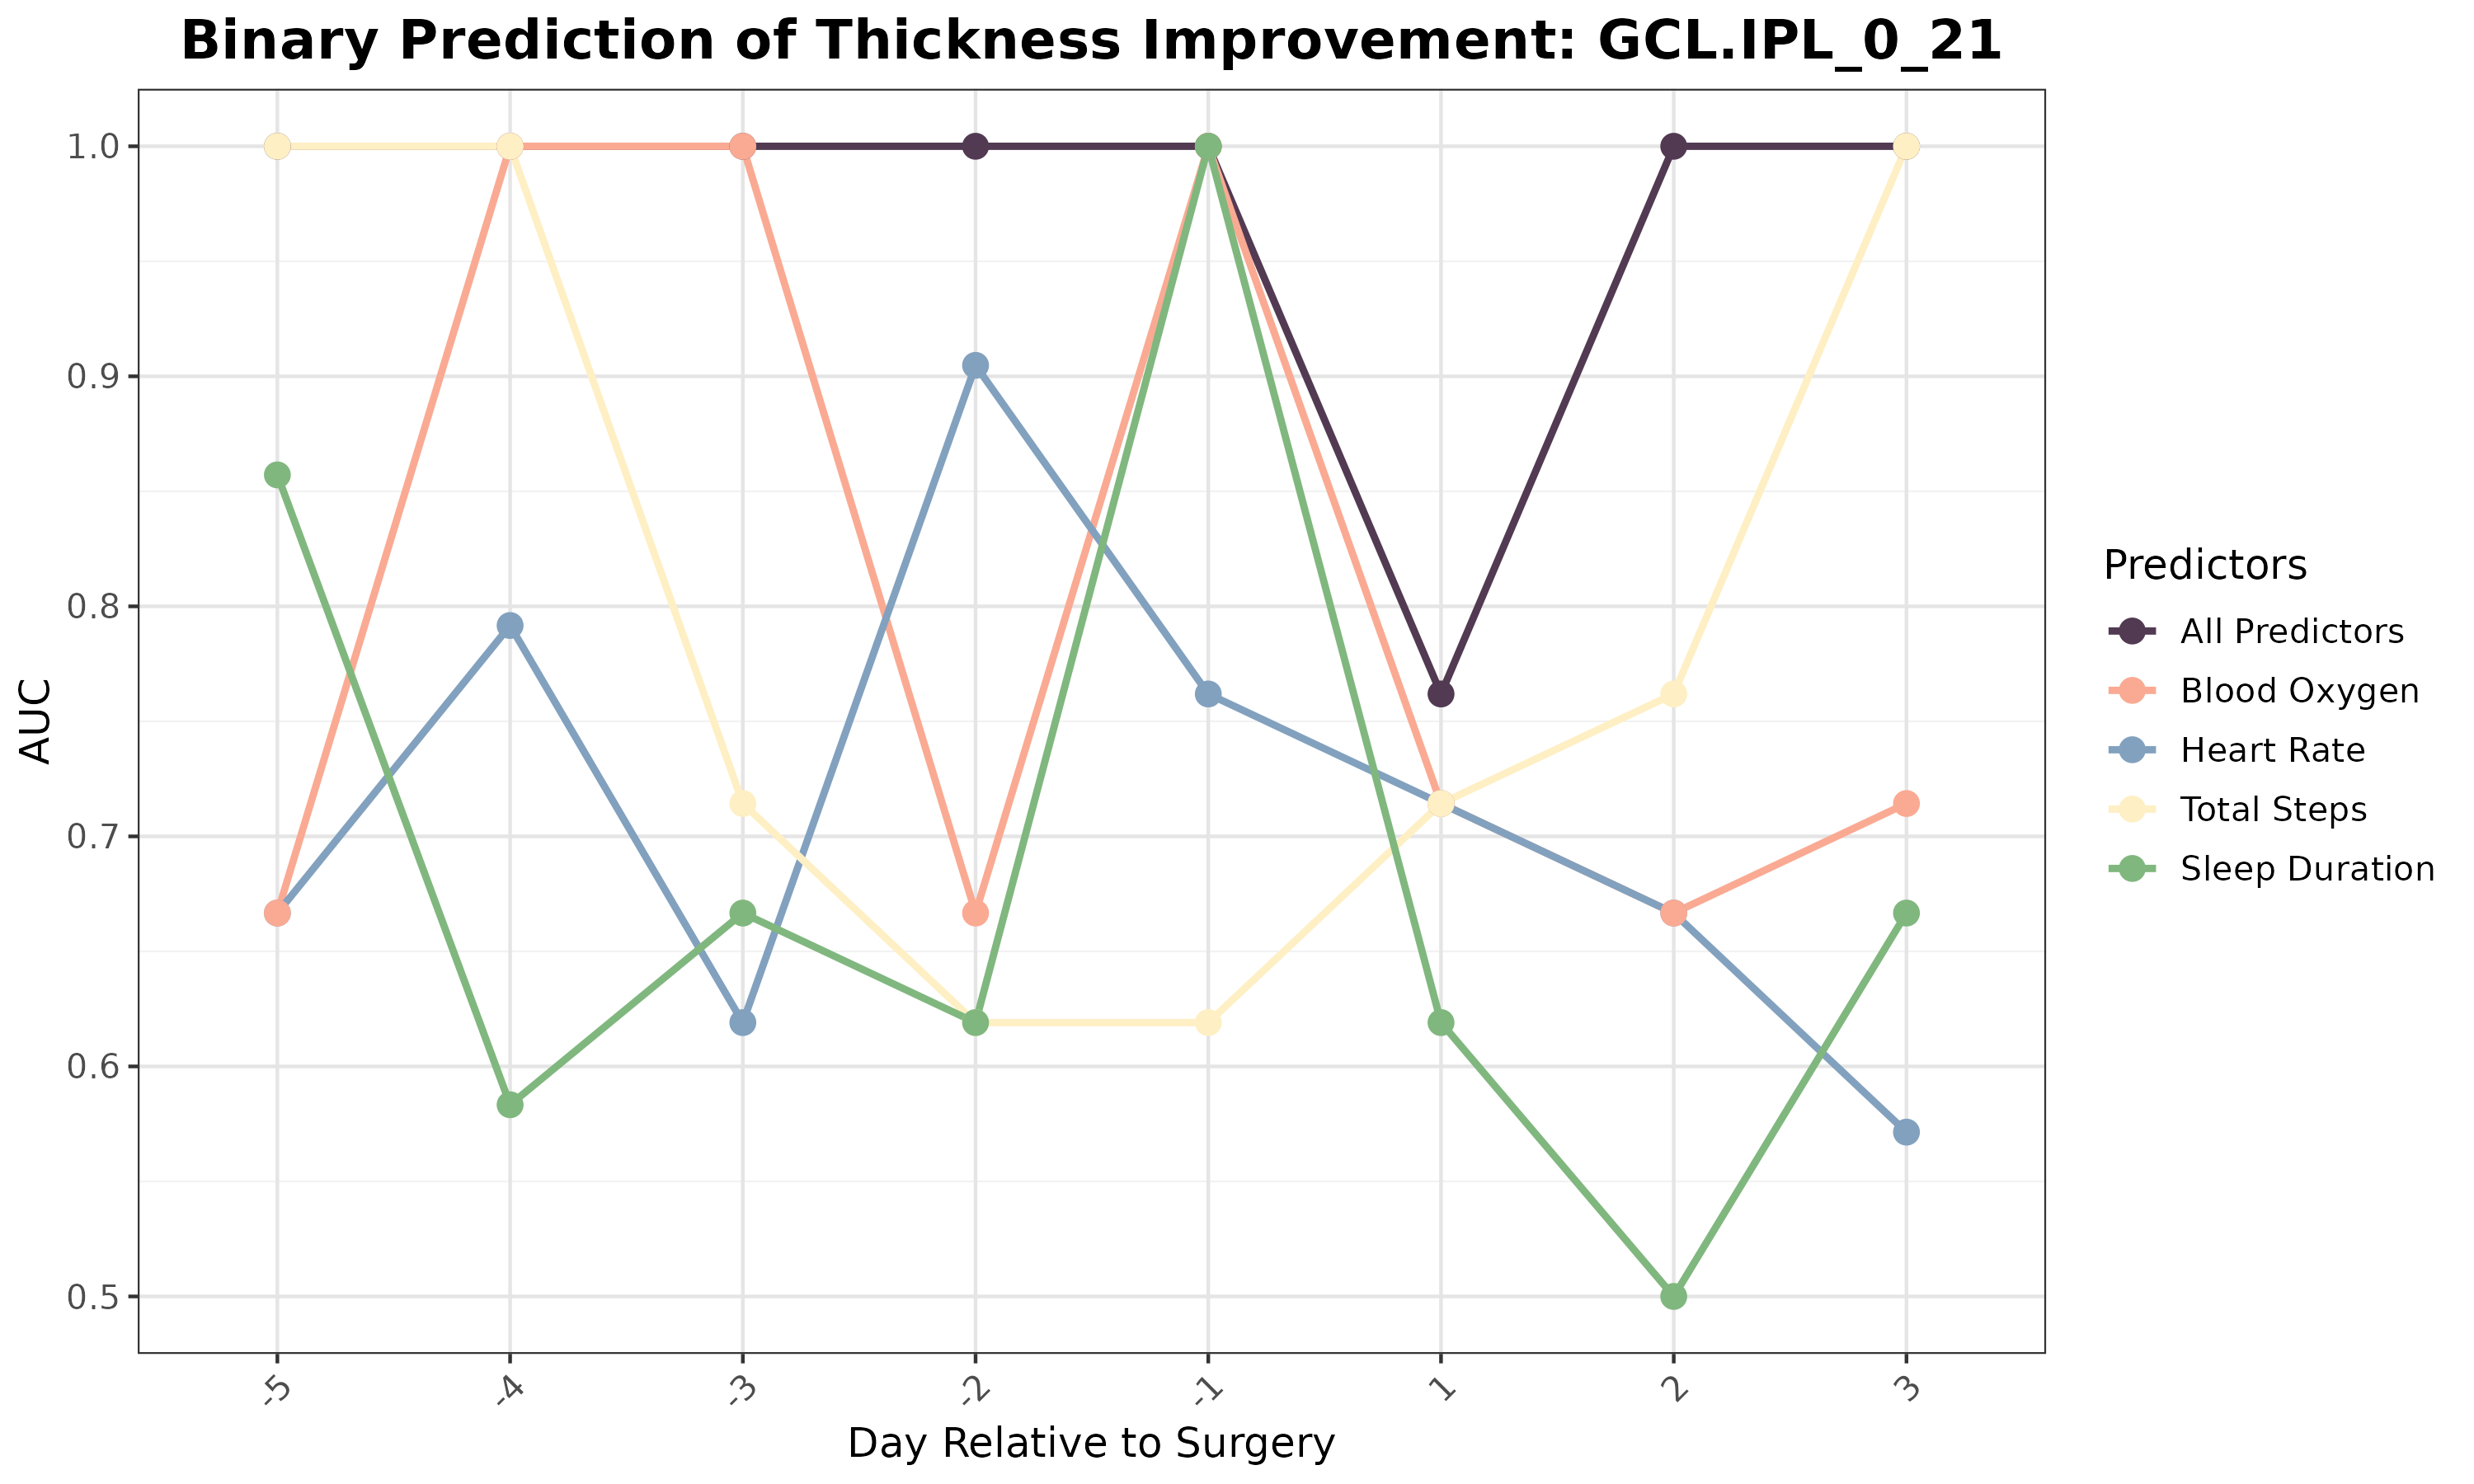 Binary Prediction of Thickness Improvement: GCL.IPL_0_21
AUC
1.0
0.9
0.8
0.7
0.6
0.5
-5
-4
-3
-2
-1
1
2
3
Day Relative to Surgery
Predictors
All Predictors
Blood Oxygen
Heart Rate
Total Steps
Sleep Duration